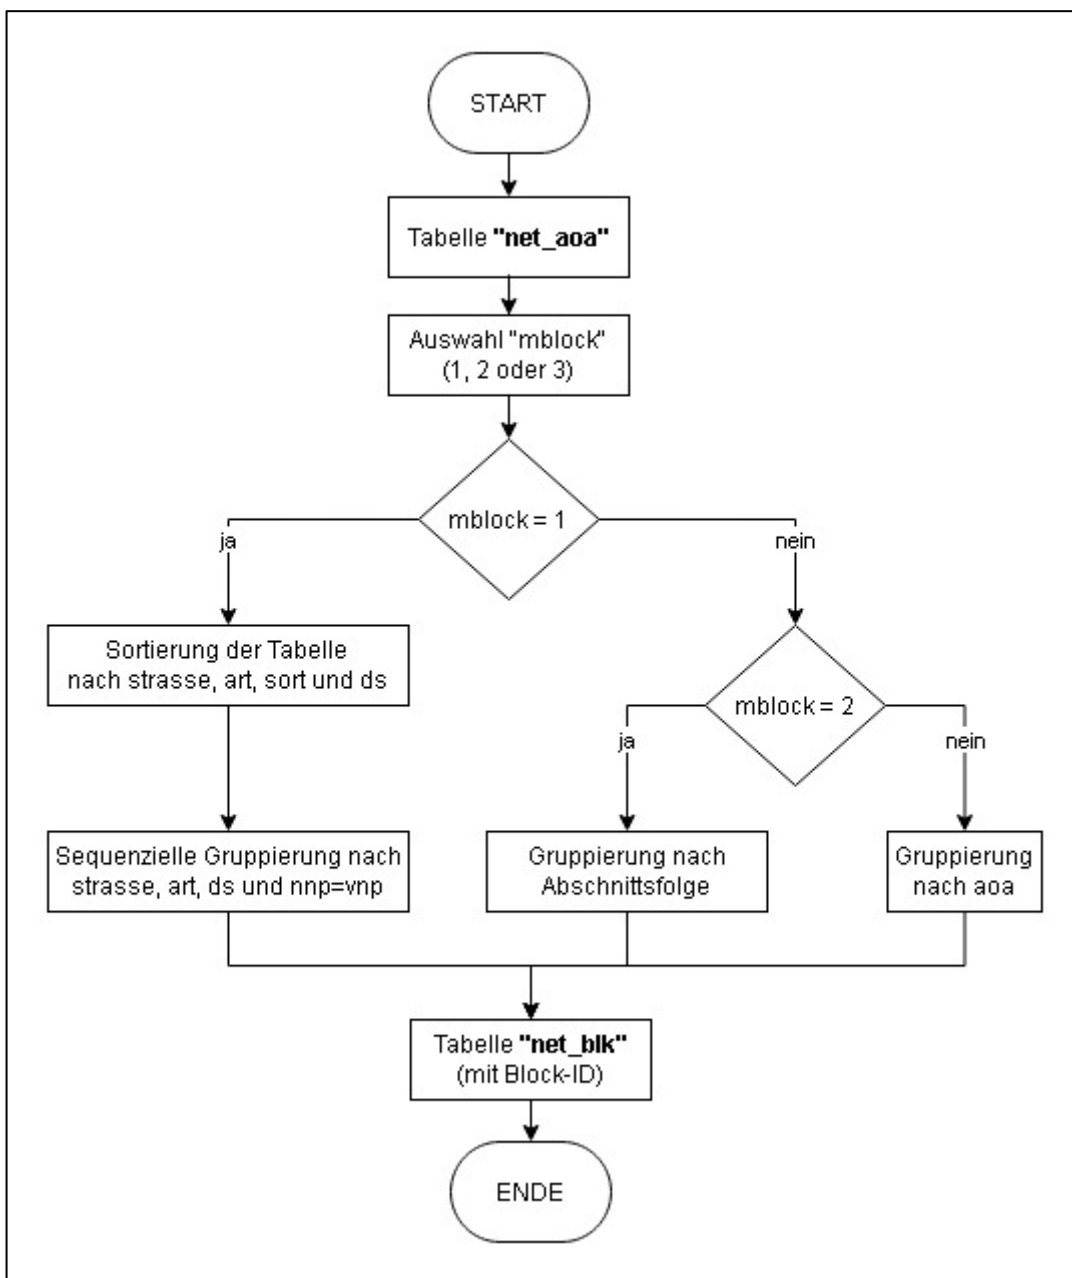 START
Tabelle "net_aoa"
Auswahl "mblock"
(1, 2 oder 3)
mblock = 1
ja
nein
Sortierung der Tabelle
nach strasse, art, sort und ds
mblock = 2
ja
nein
Sequenzielle Gruppierung nach
strasse, art, ds und nnp=vnp
Gruppierung nach
Abschnittsfolge
Gruppierung
nach aoa
Tabelle "net_blk"
(mit Block-ID)
ENDE